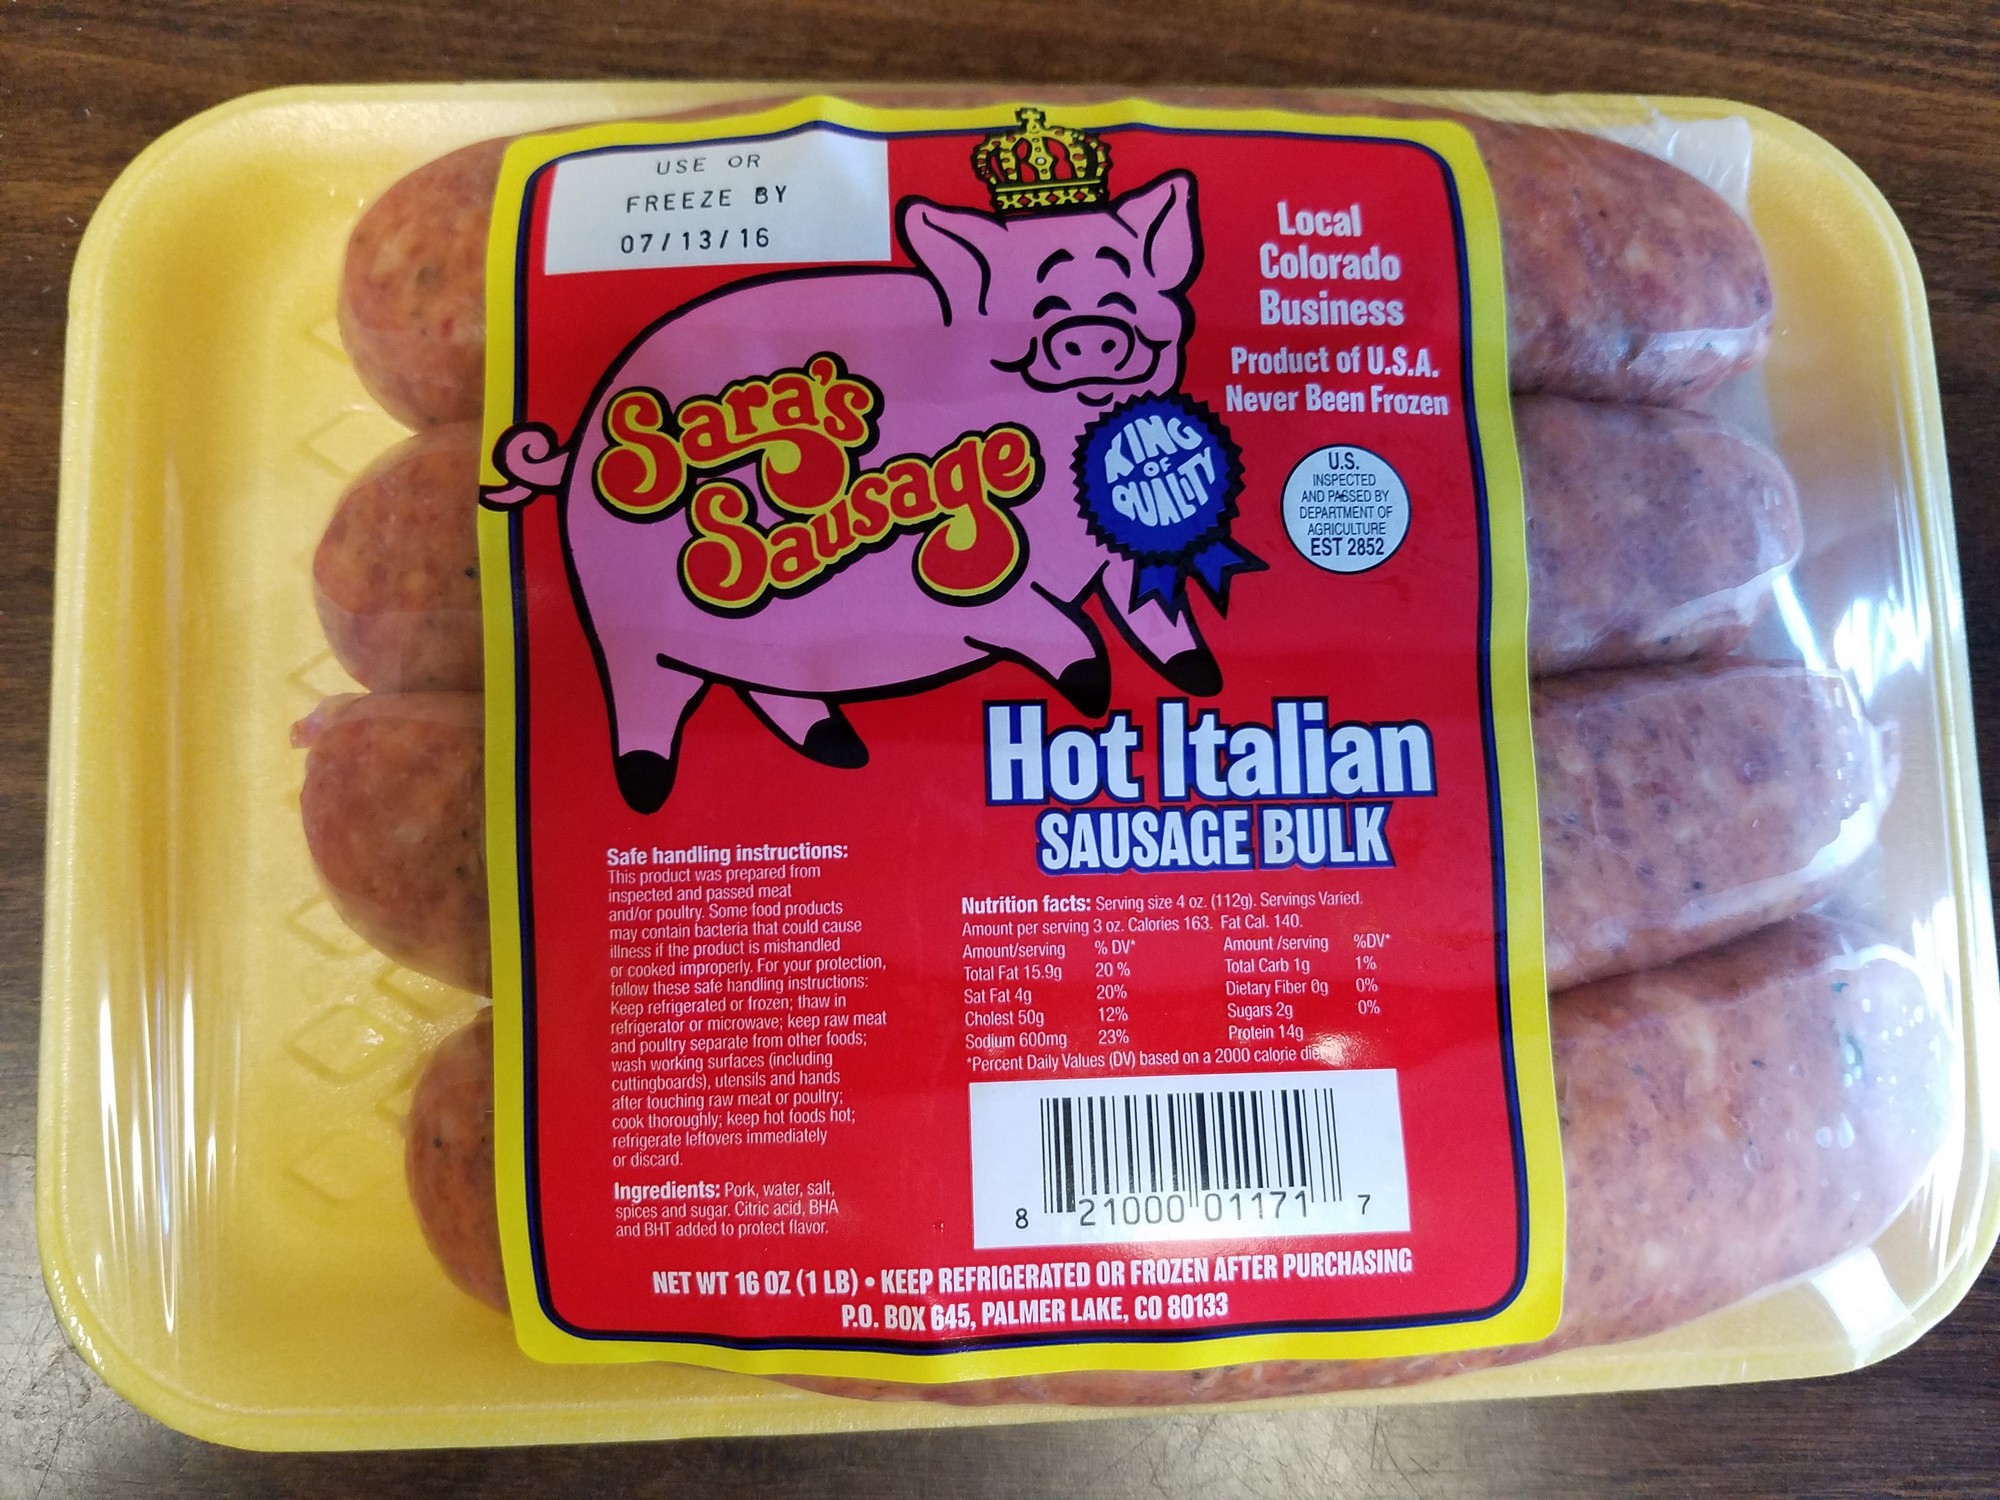 USE OR
FREEZE BY
07/13/16
Local
Colorado
Business
Product of U.S.A.
Never Been Frozen
Sara's
Sausage
KING
OF
QUALITY
U.S.
INSPECTED
AND PASSED BY
DEPARTMENT OF
AGRICULTURE
EST 2852
Hot Italian
SAUSAGE BULK
Safe handling instructions:
This product was prepared from
inspected and passed meat
and/or poultry. Some food products
may contain bacteria that could cause
illness if the product is mishandled
or cooked improperly. For your protection,
follow these safe handling instructions:
Keep refrigerated or frozen; thaw in
refrigerator or microwave; keep raw meat
and poultry separate from other foods;
wash working surfaces (including
cuttingboards), utensils and hands
after touching raw meat or poultry;
cook thoroughly; keep hot foods hot;
refrigerate leftovers immediately
or discard.
Ingredients: Pork, water, salt,
spices and sugar. Citric acid, BHA
and BHT added to protect flavor.
Nutrition facts: Serving size 4 oz. (112g). Servings Varied.
Amount per serving 3 oz. Calories 163. Fat Cal. 140.
Amount/serving % DV* Amount /serving %DV*
Total Fat 15.9g 20 % Total Carb 1g 1%
Sat Fat 4g 20% Dietary Fiber 0g 0%
Cholest 50g 12% Sugars 2g 0%
Sodium 600mg 23% Protein 14g
*Percent Daily Values (DV) based on a 2000 calorie
8 21000 01171 7
NET WT 16 OZ (1 LB) • KEEP REFRIGERATED OR FROZEN AFTER PURCHASING
P.O. BOX 645, PALMER LAKE, CO 80133